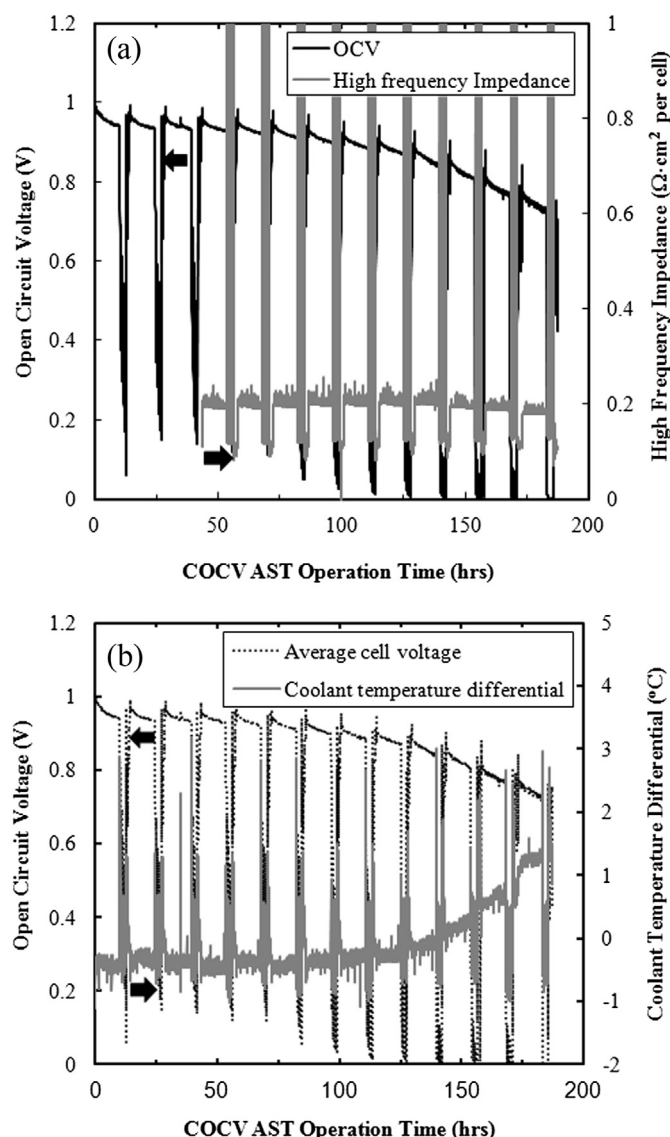 (a)
OCV
High frequency Impedance
1.2
1
0.8
0.6
0.4
0.2
0
Open Circuit Voltage (V)
1
0.8
0.6
0.4
0.2
0
High Frequency Impedance (Ω·cm² per cell)
0 50 100 150 200
COCV AST Operation Time (hrs)
(b)
Average cell voltage
Coolant temperature differential
1.2
1
0.8
0.6
0.4
0.2
0
Open Circuit Voltage (V)
5
4
3
2
1
0
-1
-2
Coolant Temperature Differential (°C)
0 50 100 150 200
COCV AST Operation Time (hrs)